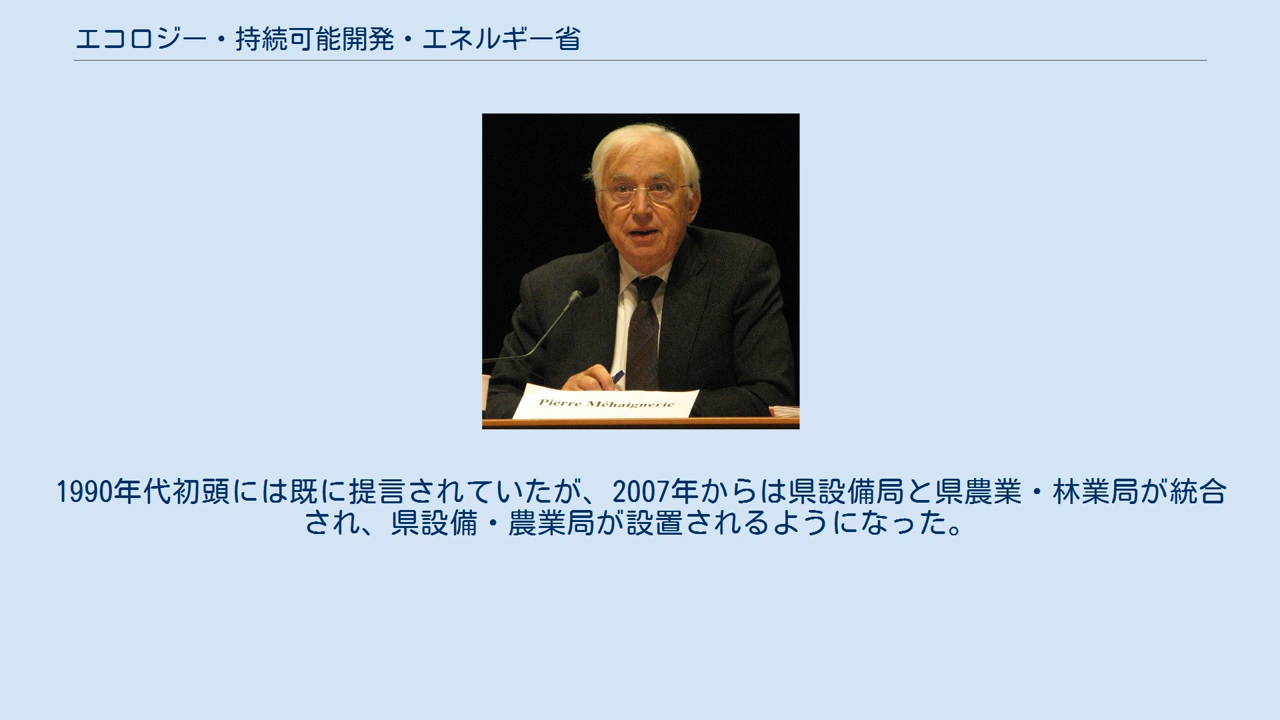 エコロジー・持続可能開発・エネルギー省
Pierre Méhaignerie
1990年代初頭には既に提言されていたが、2007年からは県設備局と県農業・林業局が統合
され、県設備・農業局が設置されるようになった。